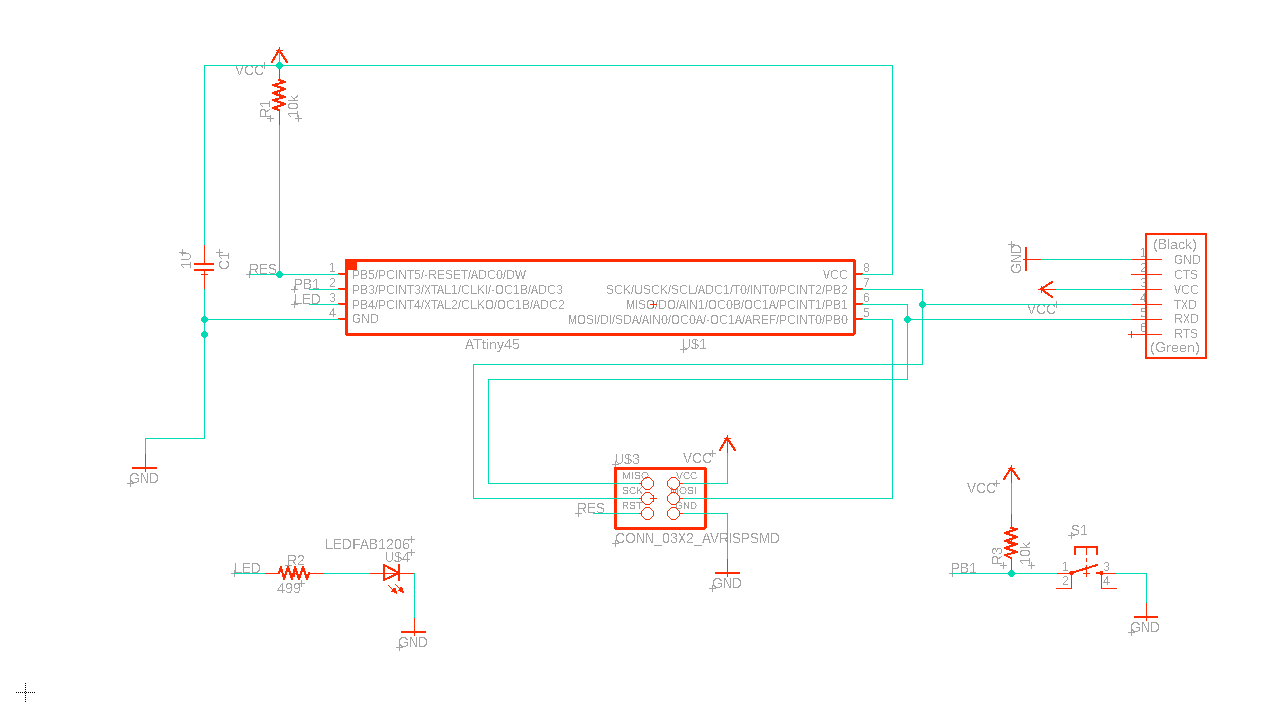 VCC
R1
10k
1U
C1
RES
1
PB5/PCINT5/-RESET/ADC0/DW
VCC
8
PB1
2
PB3/PCINT3/XTAL1/CLKI/-OC1B/ADC3
SCK/USCK/SCL/ADC1/T0/INT0/PCINT2/PB2
7
LED
3
PB4/PCINT4/XTAL2/CLKO/OC1B/ADC2
MISO/DO/AIN1/OC0B/OC1A/PCINT1/PB1
6
4
GND
MOSI/DI/SDA/AIN0/OC0A/-OC1A/AREF/PCINT0/PB0
5
ATtiny45
U$1
GND
VCC
(Black)
1
GND
2
CTS
3
VCC
4
TXD
5
RXD
6
RTS
(Green)
GND
U$3
VCC
MISO
VCC
SCK
MOSI
RES
RST
GND
CONN_03X2_AVRISPSMD
GND
LED
R2
499
LEDFAB1206
U$4
GND
VCC
R3
10k
PB1
S1
1
3
2
4
GND